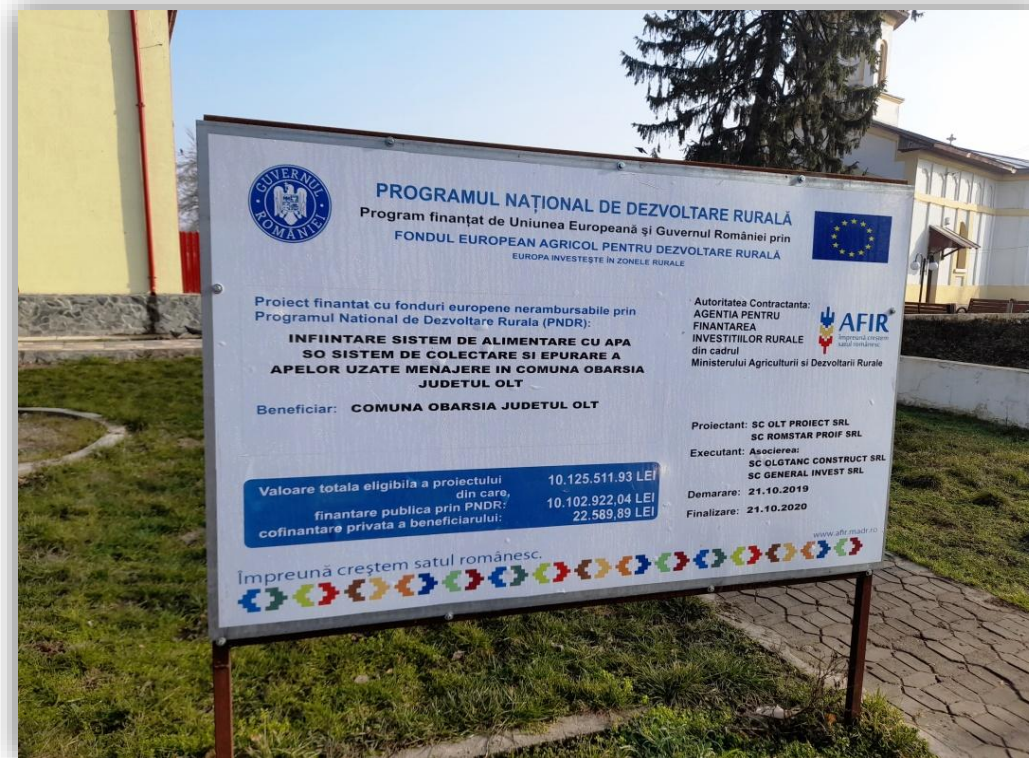 GUVERNUL ROMÂNIEI
PROGRAMUL NAȚIONAL DE DEZVOLTARE RURALĂ
Program finanțat de Uniunea Europeană și Guvernul României prin
FONDUL EUROPEAN AGRICOL PENTRU DEZVOLTARE RURALĂ
EUROPA INVESTEȘTE ÎN ZONELE RURALE
Proiect finantat cu fonduri europene nerambursabile prin
Programul National de Dezvoltare Rurala (PNDR):
INFIINTARE SISTEM DE ALIMENTARE CU APA
SO SISTEM DE COLECTARE SI EPURARE A
APELOR UZATE MENAJERE IN COMUNA OBARSIA
JUDETUL OLT
Beneficiar: COMUNA OBARSIA JUDETUL OLT
Valoare totala eligibila a proiectului 10.125.511.93 LEI
din care,
finantare publica prin PNDR: 10.102.922,04 LEI
cofinantare privata a beneficiarului: 22.589,89 LEI
Autoritatea Contractanta:
AGENTIA PENTRU
FINANTAREA
INVESTITIILOR RURALE
din cadrul
Ministerului Agriculturii si Dezvoltarii Rurale
AFIR
Împreună creștem
satul românesc
Proiectant: SC OLT PROIECT SRL
SC ROMSTAR PROIF SRL
Executant: Asocierea:
SC OLGTANC CONSTRUCT SRL
SC GENERAL INVEST SRL
Demarare: 21.10.2019
Finalizare: 21.10.2020
www.afir.madr.ro
Împreună creștem satul românesc.